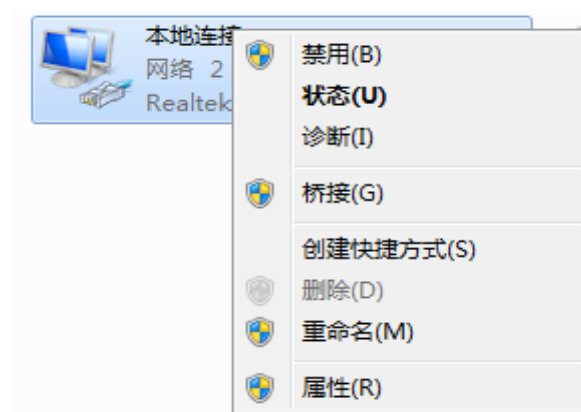 本地连接
网络 2
Realtek
禁用(B)
状态(U)
诊断(I)
桥接(G)
创建快捷方式(S)
删除(D)
重命名(M)
属性(R)